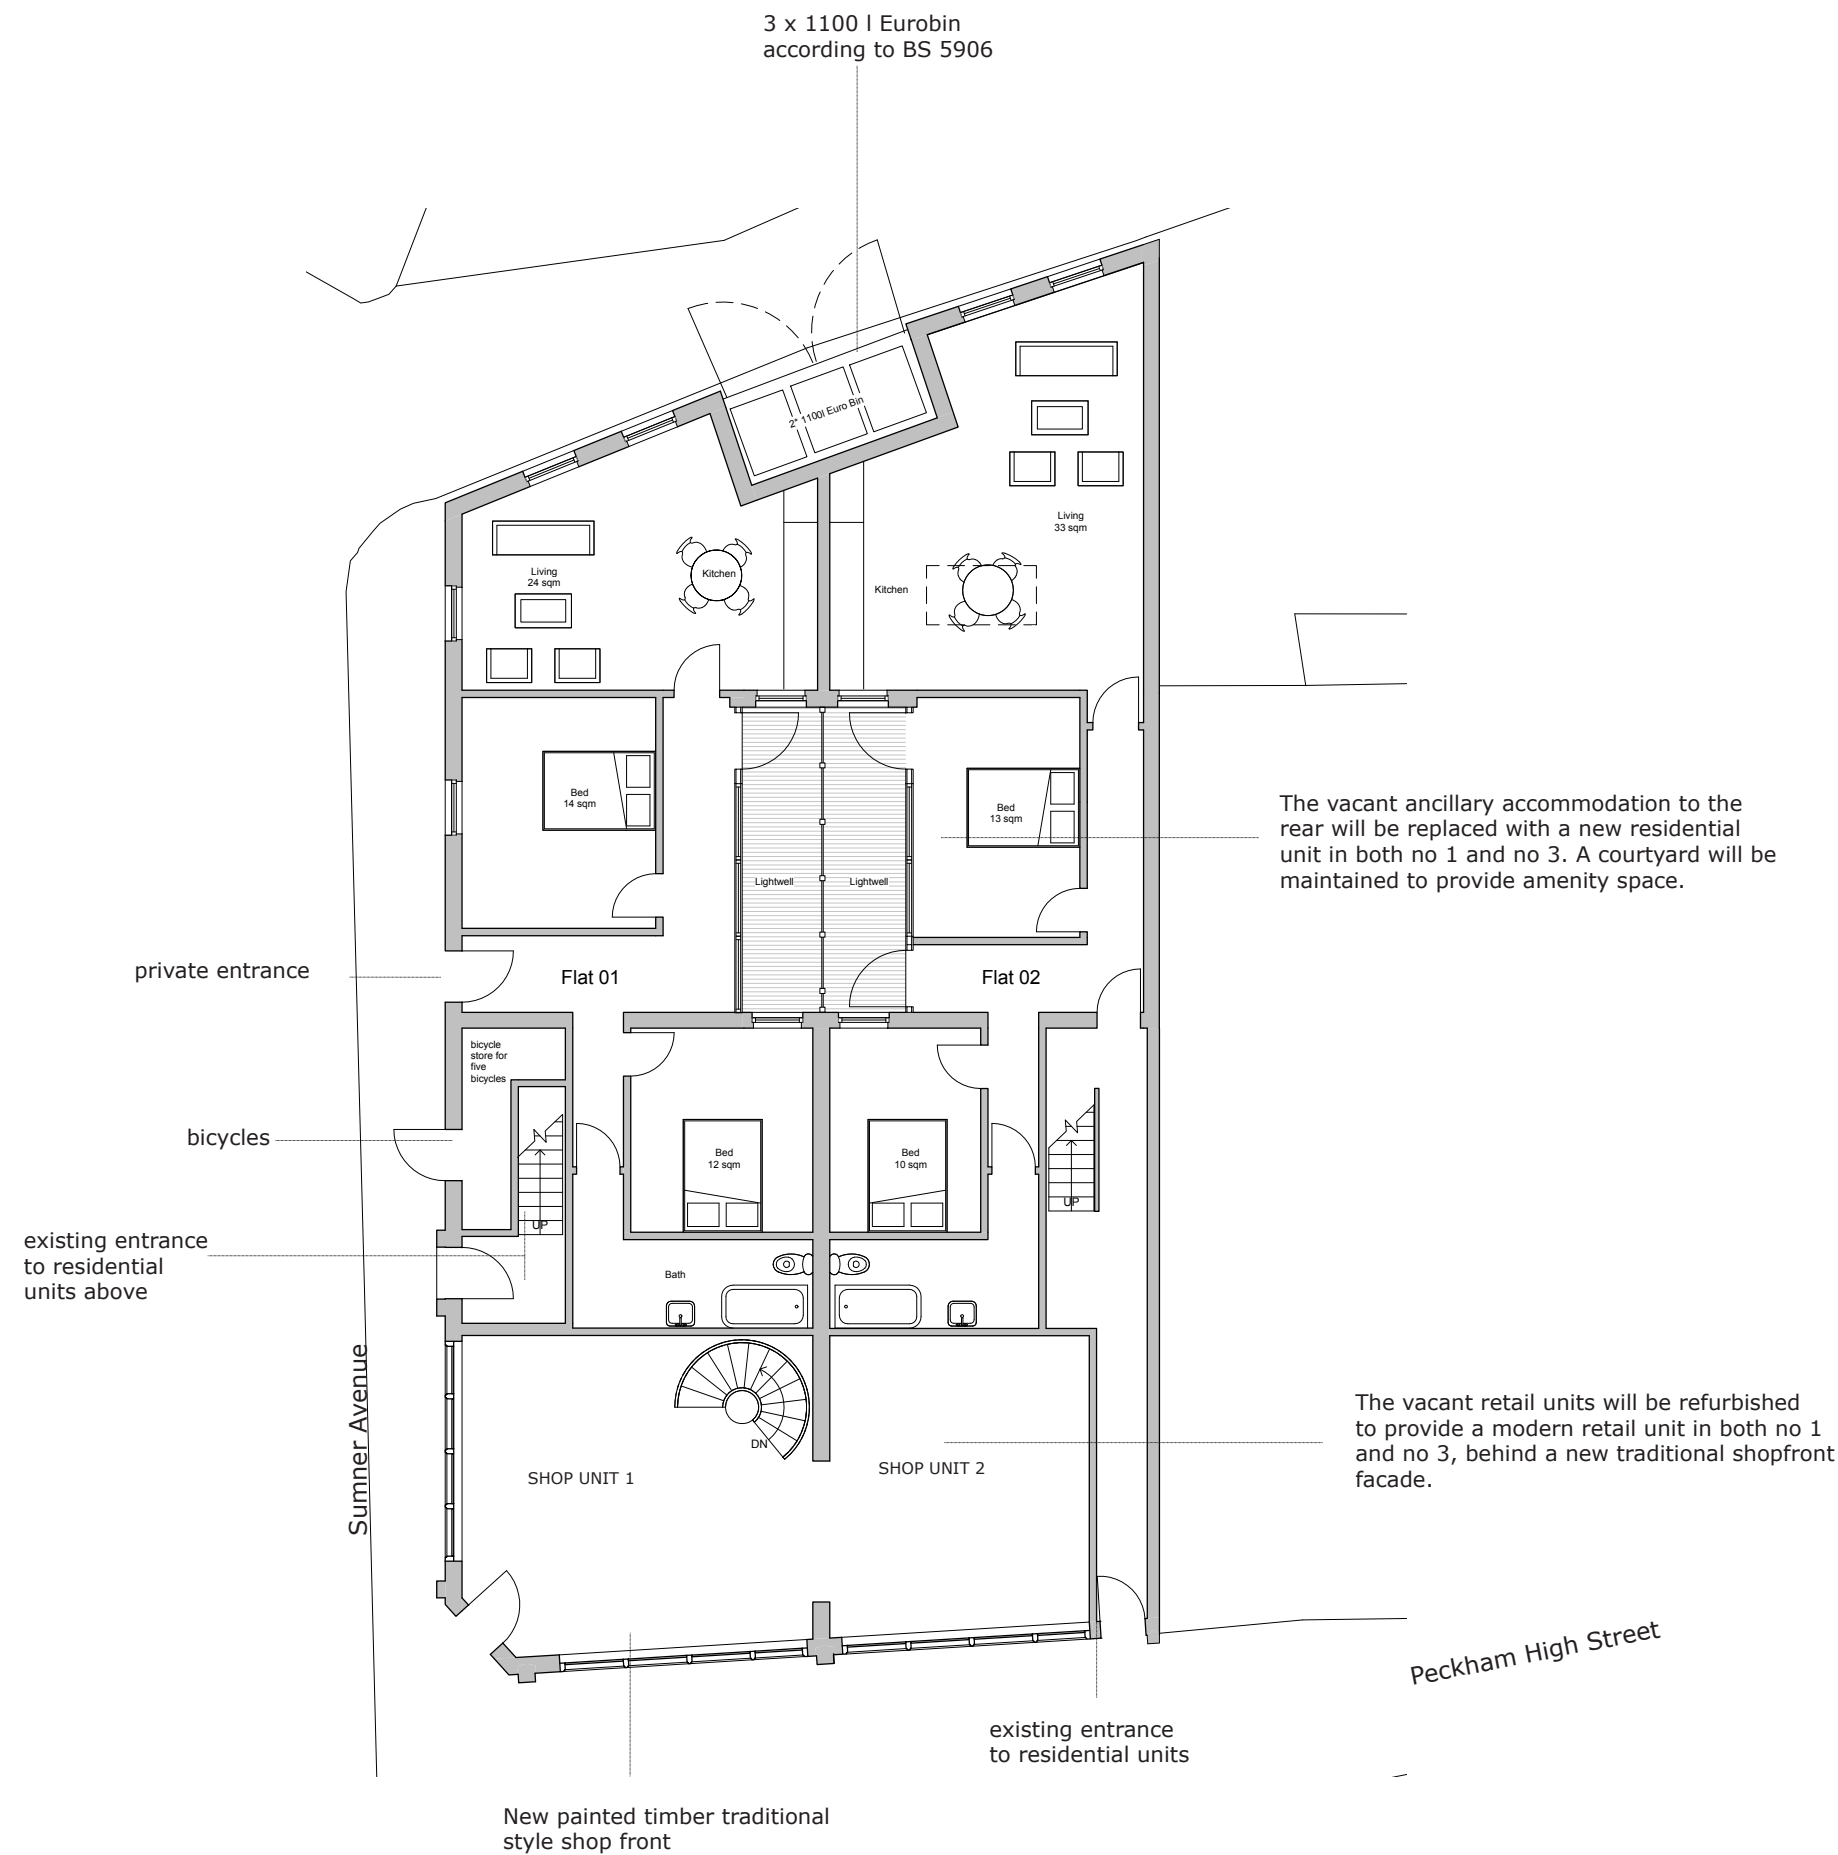 3 x 1100 l Eurobin
according to BS 5906
2* 1100l Euro Bin
Living
33 sqm
Living
24 sqm
Kitchen
Kitchen
Bed
14 sqm
Bed
13 sqm
The vacant ancillary accommodation to the
rear will be replaced with a new residential
unit in both no 1 and no 3. A courtyard will be
maintained to provide amenity space.
Lightwell
Lightwell
private entrance
Flat 01
Flat 02
bicycle
store for
five
bicycles
bicycles
Bed
12 sqm
Bed
10 sqm
UP
UP
existing entrance
to residential
units above
Bath
Sumner Avenue
DN
SHOP UNIT 1
SHOP UNIT 2
The vacant retail units will be refurbished
to provide a modern retail unit in both no 1
and no 3, behind a new traditional shopfront
facade.
Peckham High Street
existing entrance
to residential units
New painted timber traditional
style shop front